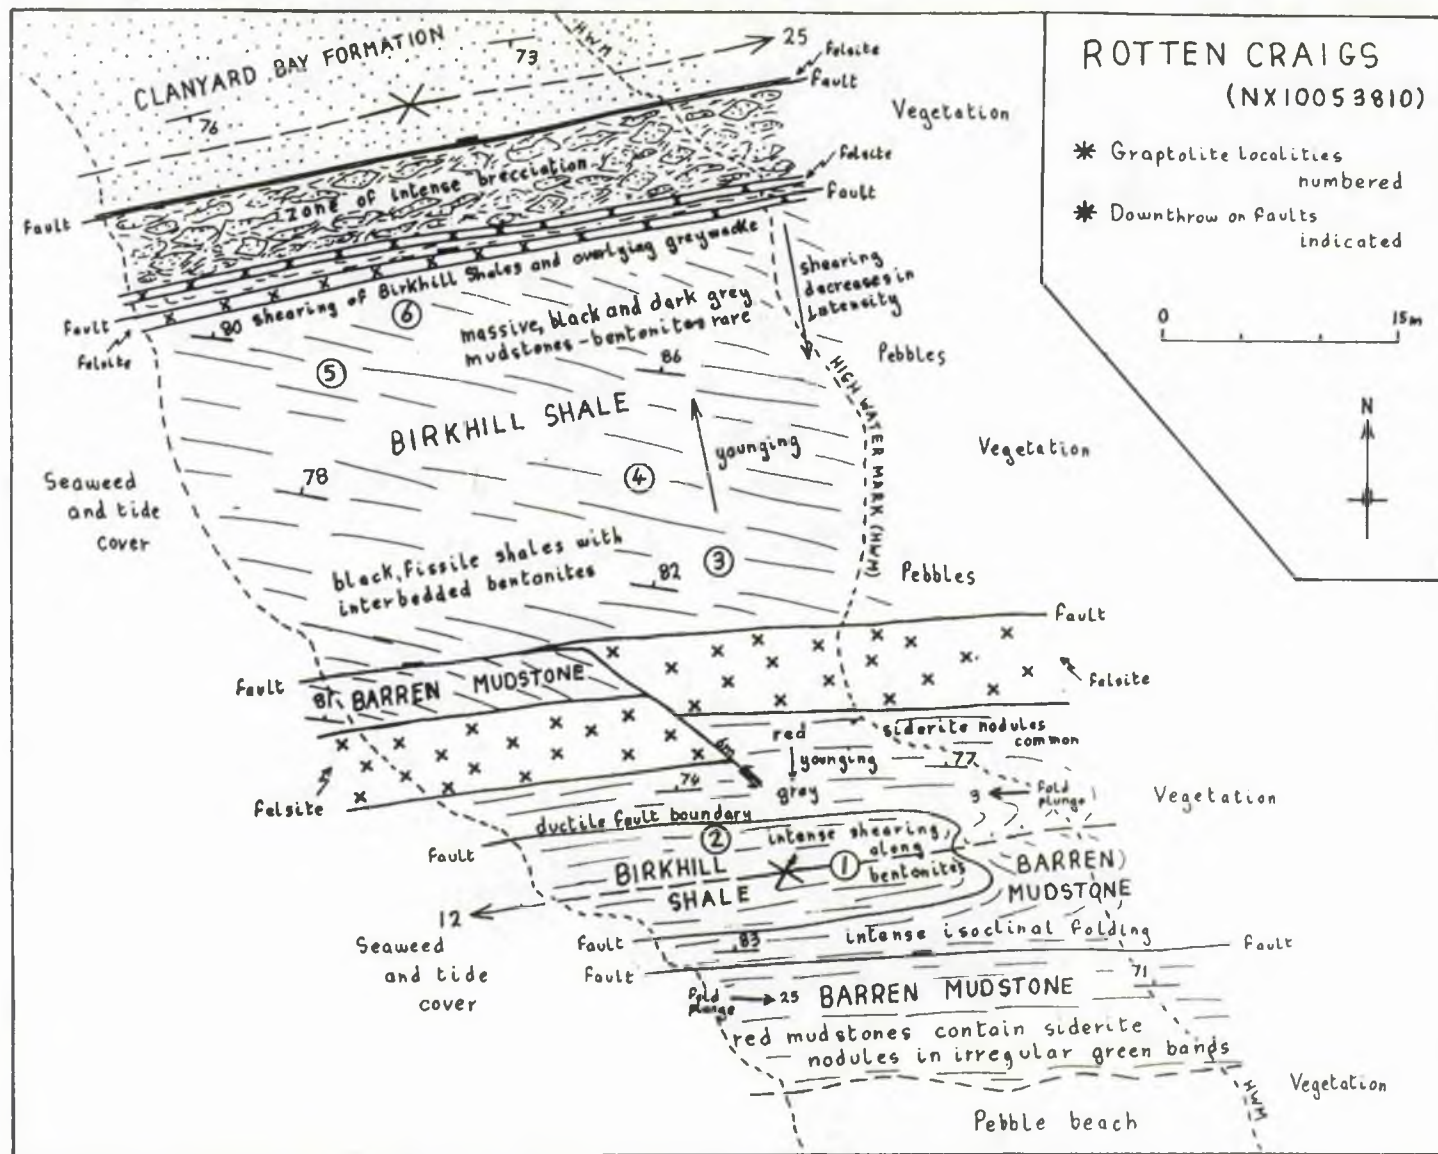 ROTTEN CRAIGS
(NX10053810)
Graptolite localities
numbered
Downthrow on faults
indicated
0 15m
N
CLANYARD BAY FORMATION
HWM
73
25
76
Felsite
Fault
Vegetation
zone of intense brecciation
Felsite
Fault
Fault
shearing of Birkhill Shales and overlying greywacke
80
Fault
Felsite
shearing
decreases in
intensity
6
massive, black and dark grey
mudstones - bentonites rare
86
5
Pebbles
HIGH WATER MARK (HWM)
BIRKHILL SHALE
younging
Vegetation
4
78
Seaweed
and tide
cover
black, fissile shales with
interbedded bentonites
82
3
Pebbles
Fault
Fault
BARREN MUDSTONE
Felsite
Felsite
red
younging
grey
siderite nodules
common
77
74
9
fold
plunge
Vegetation
ductile fault boundary
Fault
2
intense shearing
along
bentonites
1
BIRKHILL
SHALE
BARREN
MUDSTONE
12
Seaweed
and tide
cover
Fault
83
intense isoclinal folding
Fault
Fault
fold
plunge
25
BARREN MUDSTONE
71
red mudstones contain siderite
nodules in irregular green bands
HWM
Vegetation
Pebble beach